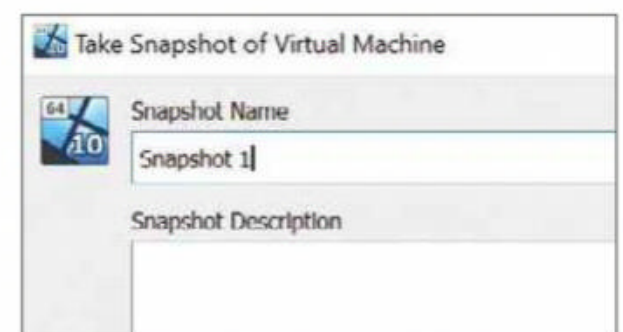 Take Snapshot of Virtual Machine
64
10
Snapshot Name
Snapshot 1
Snapshot Description